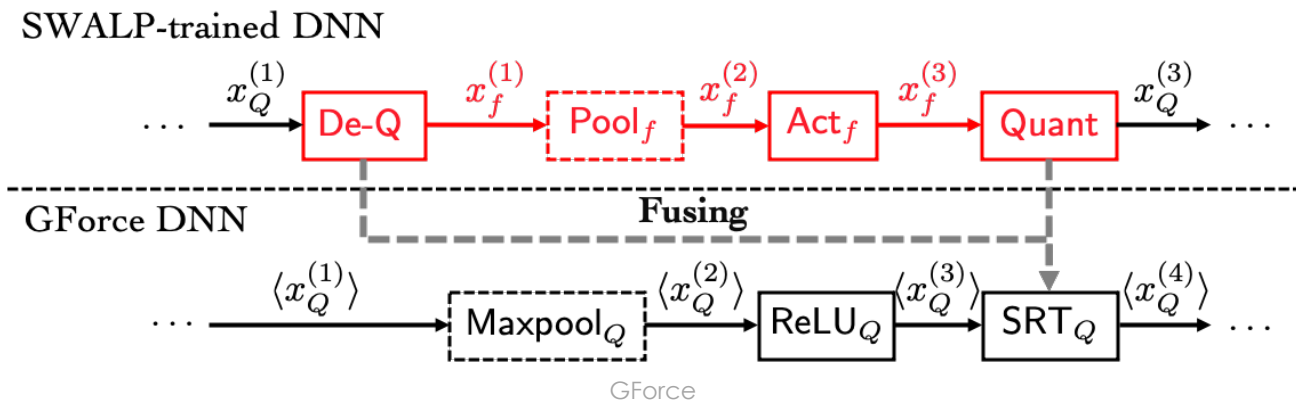 SWALP-trained DNN
x_Q^{(1)} x_f^{(1)} x_f^{(2)} x_f^{(3)} x_Q^{(3)}
··· De-Q Pool_f Act_f Quant ···
GForce DNN
Fusing
⟨x_Q^{(1)}⟩ ⟨x_Q^{(2)}⟩ ⟨x_Q^{(3)}⟩ ⟨x_Q^{(4)}⟩
··· Maxpool_Q ReLU_Q SRT_Q ···
GForce